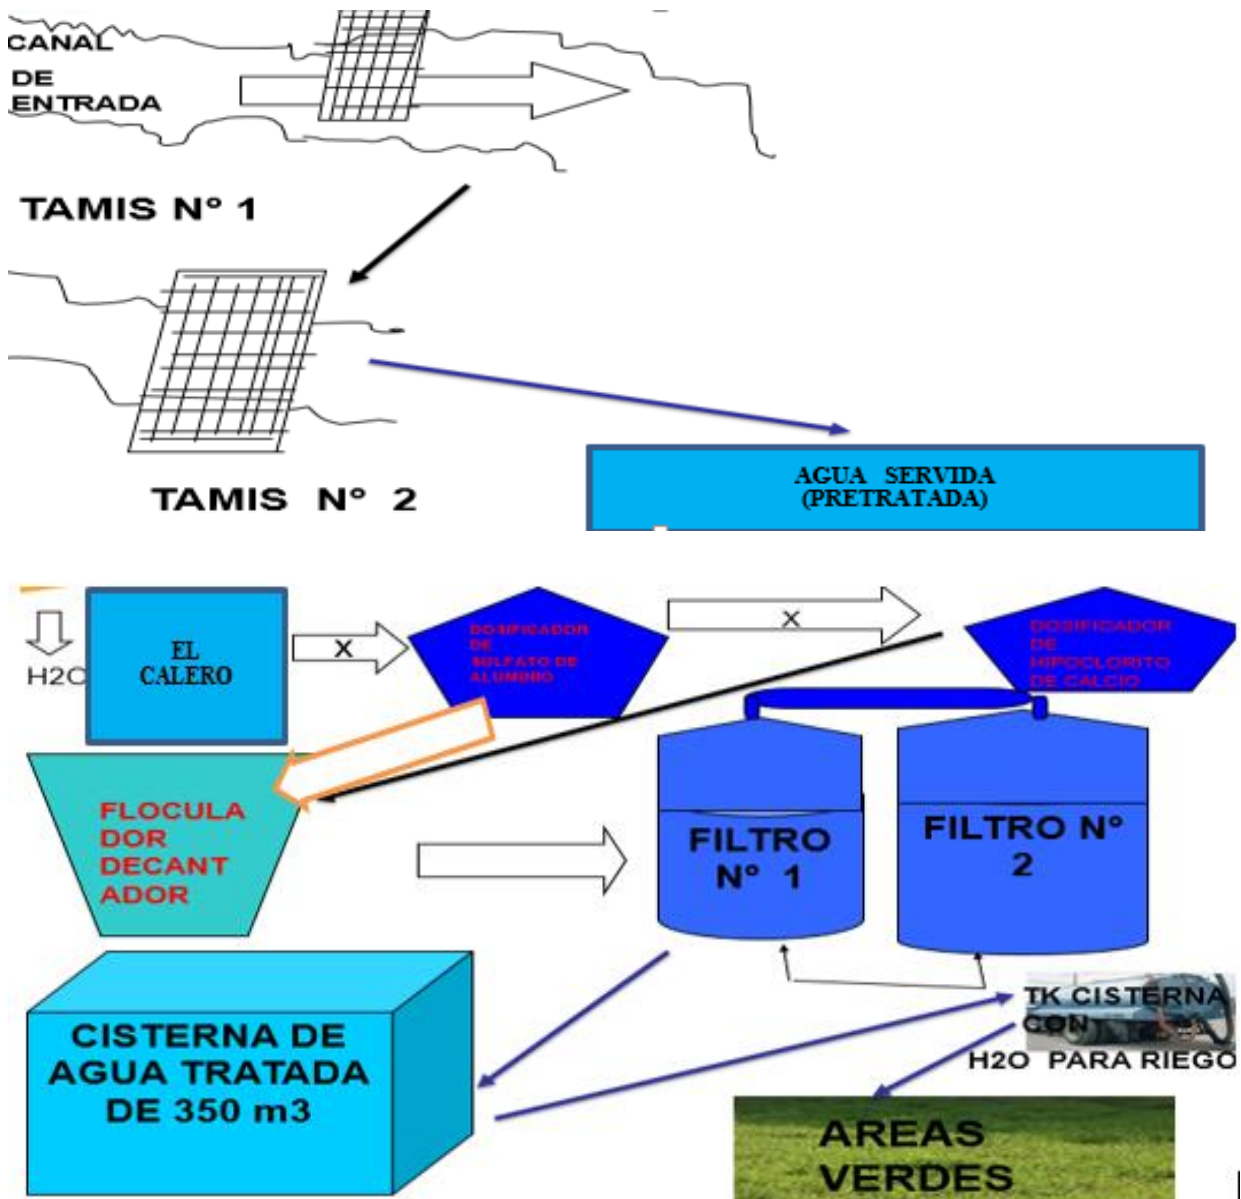 CANAL
DE
ENTRADA
TAMIS Nº 1
TAMIS Nº 2
AGUA SERVIDA
(PRETRATADA)
H2O
EL
CALERO
X
DOSIFICADOR
DE
SULFATO DE
ALUMINIO
X
DOSIFICADOR
DE
HIPOCLORITO
DE CALCIO
FLOCULA
DOR
DECANT
ADOR
FILTRO
Nº 1
FILTRO Nº
2
CISTERNA DE
AGUA TRATADA
DE 350 m3
TK CISTERNA
CON
H2O PARA RIEGO
AREAS
VERDES